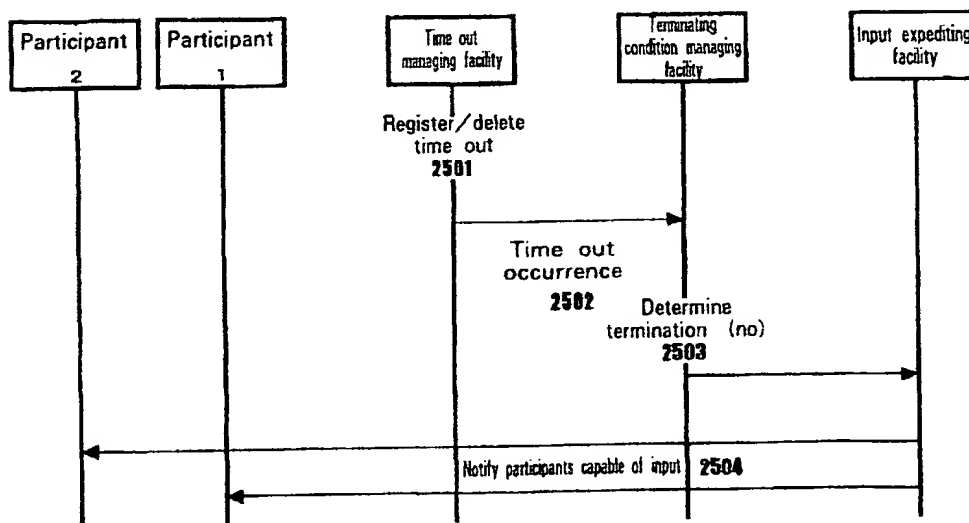 Participant
2
Participant
1
Time out
managing facility
Terminating
condition managing
facility
Input expediting
facility
Register/delete
time out
2501
Time out
occurrence
2502
Determine
termination (no)
2503
Notify participants capable of input 2504